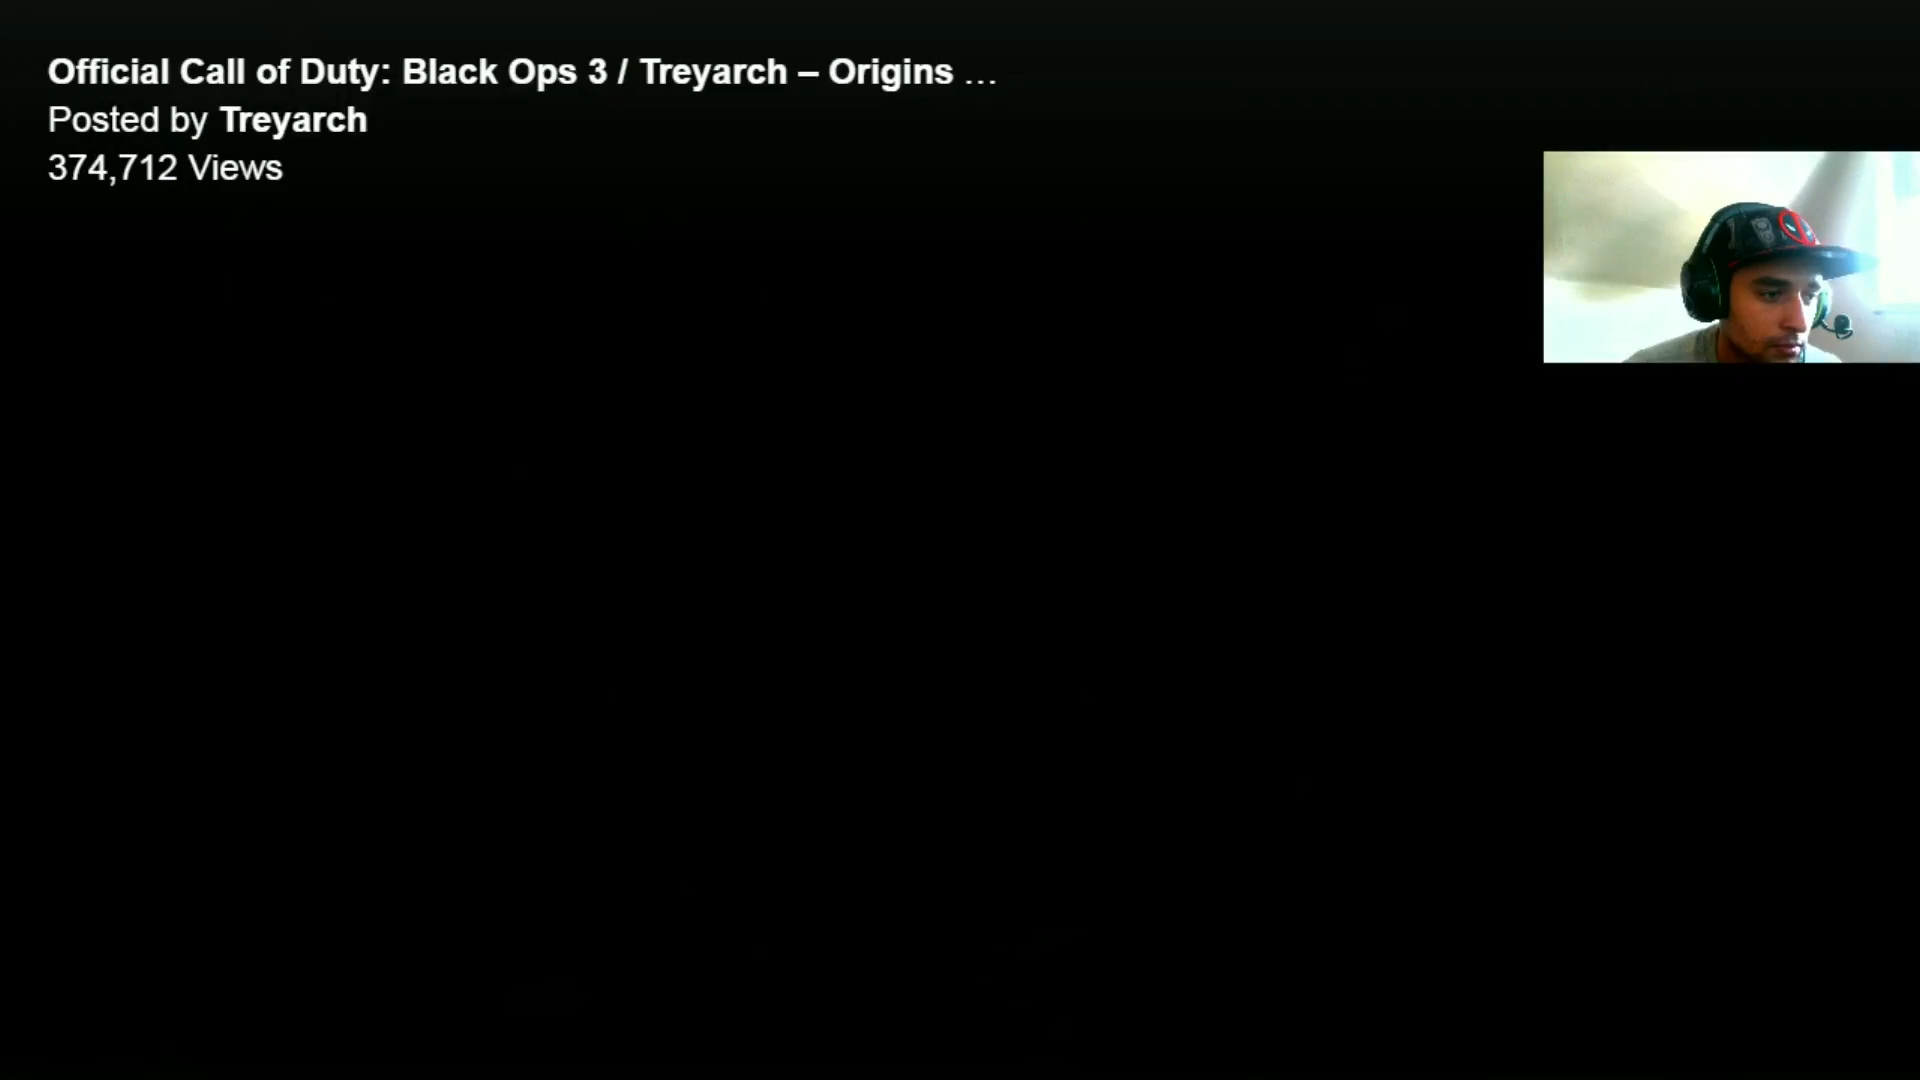 Official Call of Duty: Black Ops 3 / Treyarch – Origins …
Posted by Treyarch
374,712 Views